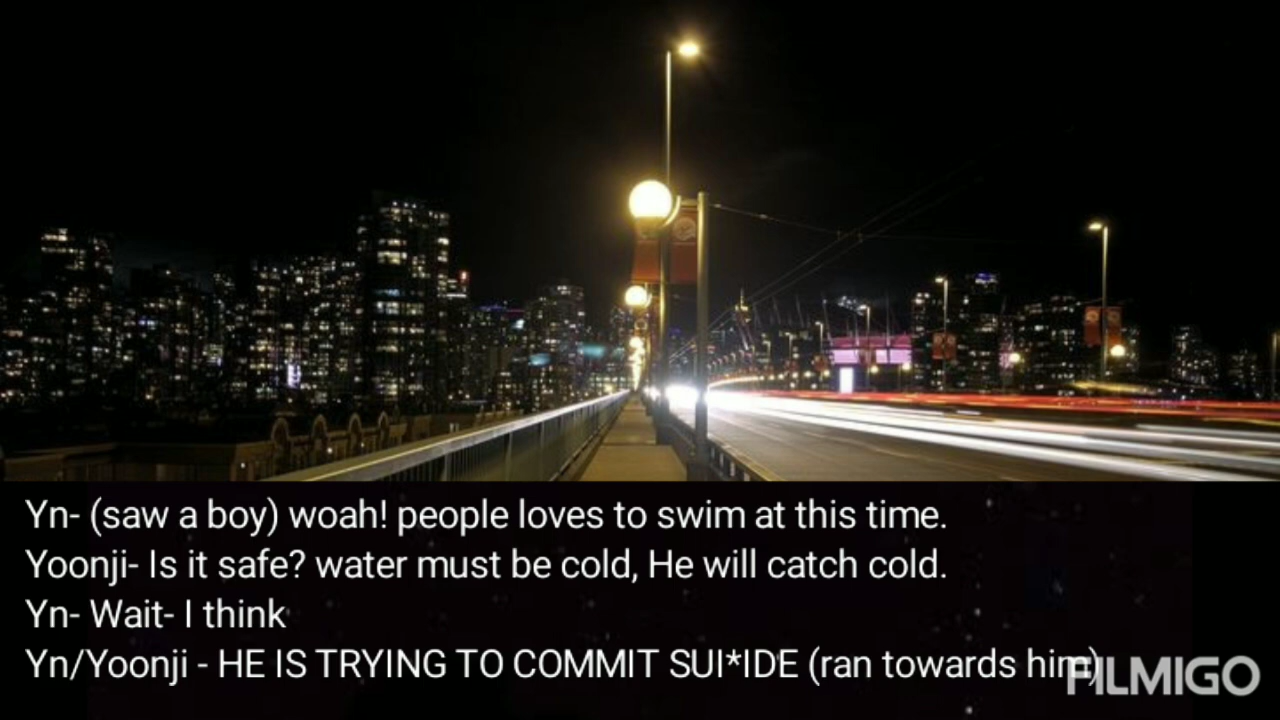 Yn- (saw a boy) woah! people loves to swim at this time.
Yoonji- Is it safe? water must be cold, He will catch cold.
Yn- Wait- I think
Yn/Yoonji - HE IS TRYING TO COMMIT SUI*IDE (ran towards him)
FILMIGO